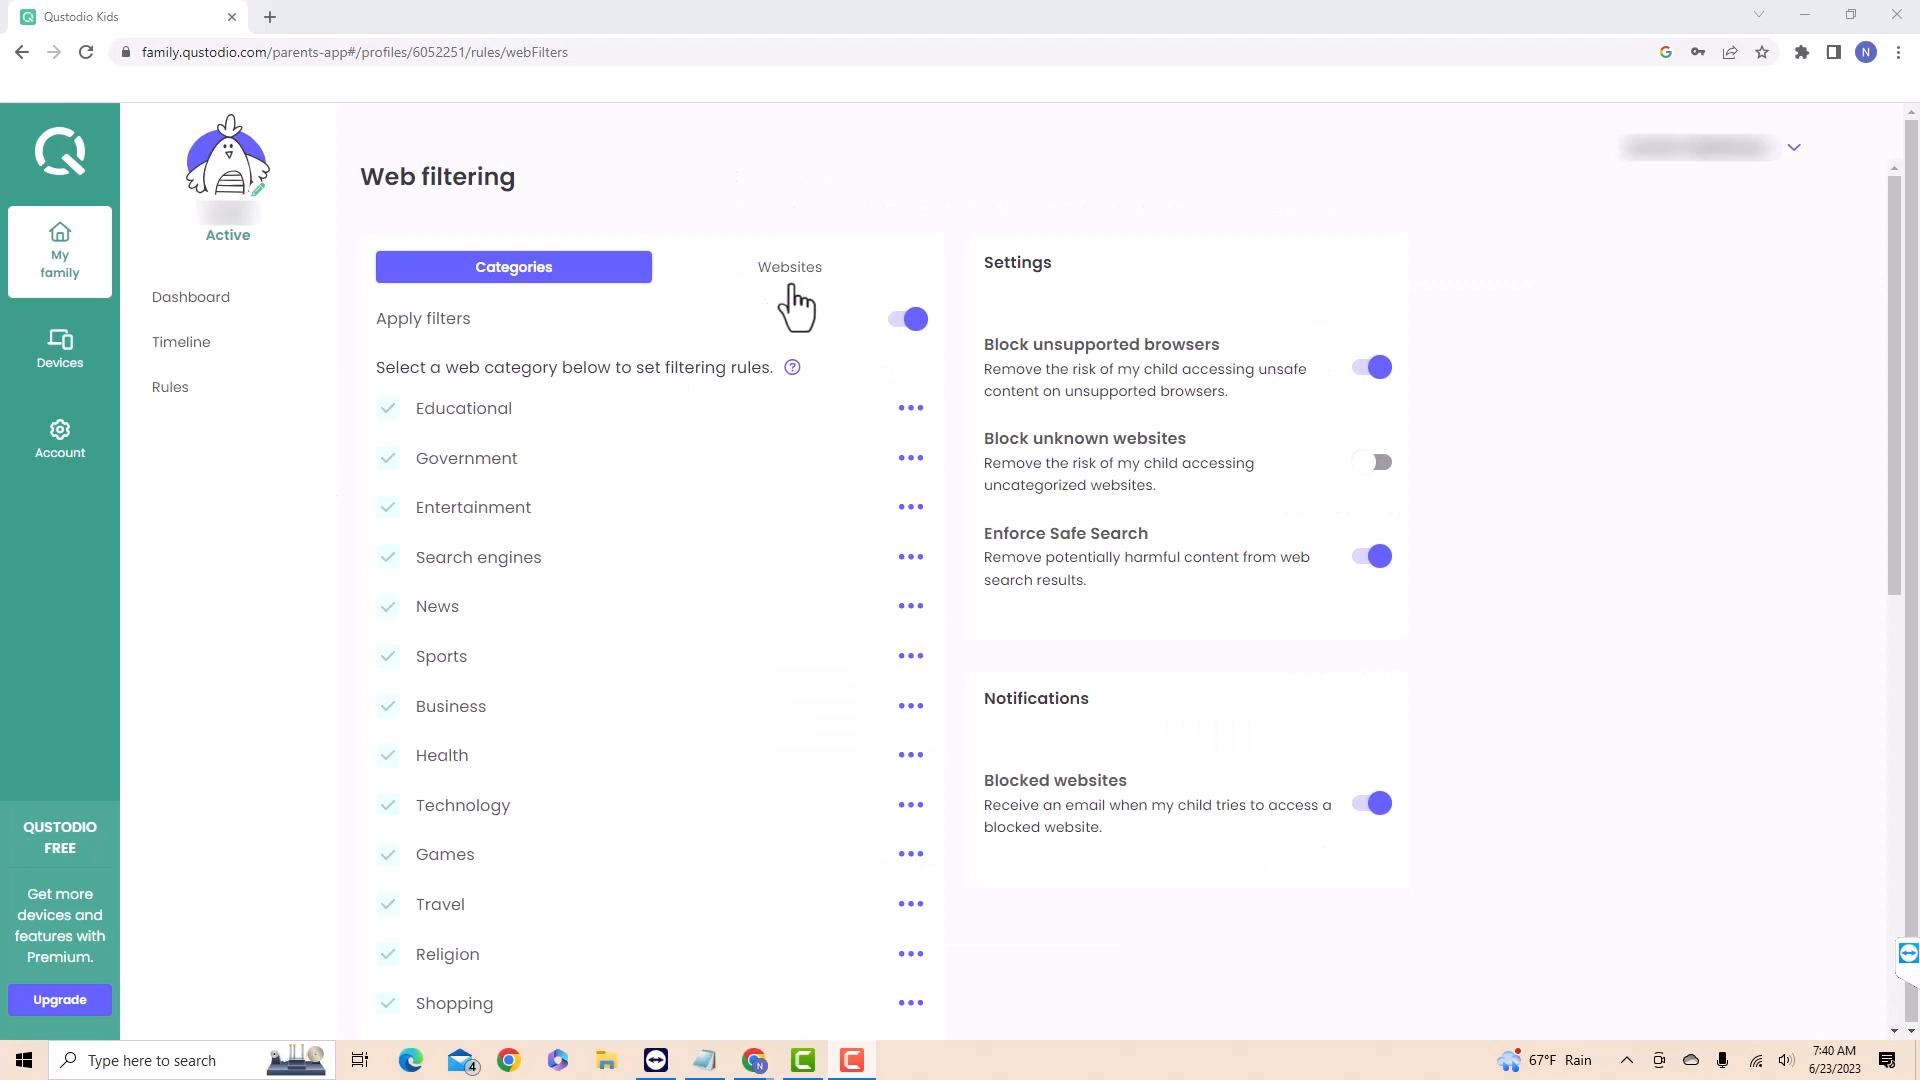 Qustodio Kids
family.qustodio.com/parents-app#/profiles/6052251/rules/webFilters
N
My
family
Devices
Account
QUSTODIO
FREE
Get more
devices and
features with
Premium.
Upgrade
Active
Dashboard
Timeline
Rules
Web filtering
Categories
Websites
Apply filters
Select a web category below to set filtering rules. ?
Educational
Government
Entertainment
Search engines
News
Sports
Business
Health
Technology
Games
Travel
Religion
Shopping
Settings
Block unsupported browsers
Remove the risk of my child accessing unsafe
content on unsupported browsers.
Block unknown websites
Remove the risk of my child accessing
uncategorized websites.
Enforce Safe Search
Remove potentially harmful content from web
search results.
Notifications
Blocked websites
Receive an email when my child tries to access a
blocked website.
Type here to search
4
N
67°F Rain
7:40 AM
6/23/2023